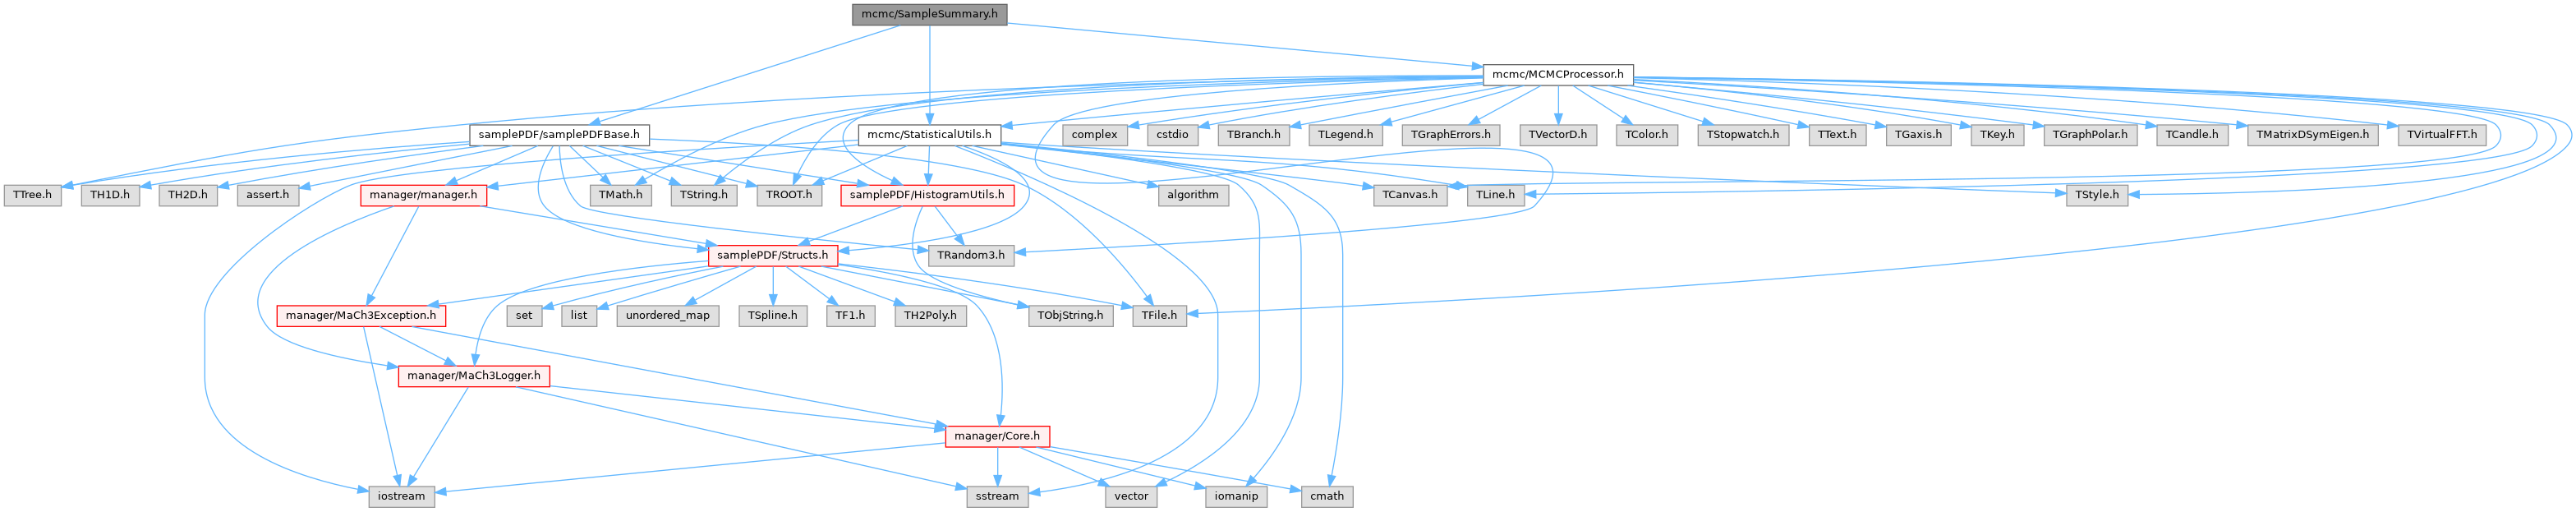 mcmc/SampleSummary.h
mcmc/MCMCProcessor.h
samplePDF/samplePDFBase.h
mcmc/StatisticalUtils.h
complex
cstdio
TBranch.h
TLegend.h
TGraphErrors.h
TVectorD.h
TColor.h
TStopwatch.h
TText.h
TGaxis.h
TKey.h
TGraphPolar.h
TCandle.h
TMatrixDSymEigen.h
TVirtualFFT.h
TTree.h
TH1D.h
TH2D.h
assert.h
manager/manager.h
TMath.h
TString.h
TROOT.h
samplePDF/HistogramUtils.h
algorithm
TCanvas.h
TLine.h
TStyle.h
samplePDF/Structs.h
TRandom3.h
manager/MaCh3Exception.h
set
list
unordered_map
TSpline.h
TF1.h
TH2Poly.h
TObjString.h
TFile.h
manager/MaCh3Logger.h
manager/Core.h
iostream
sstream
vector
iomanip
cmath